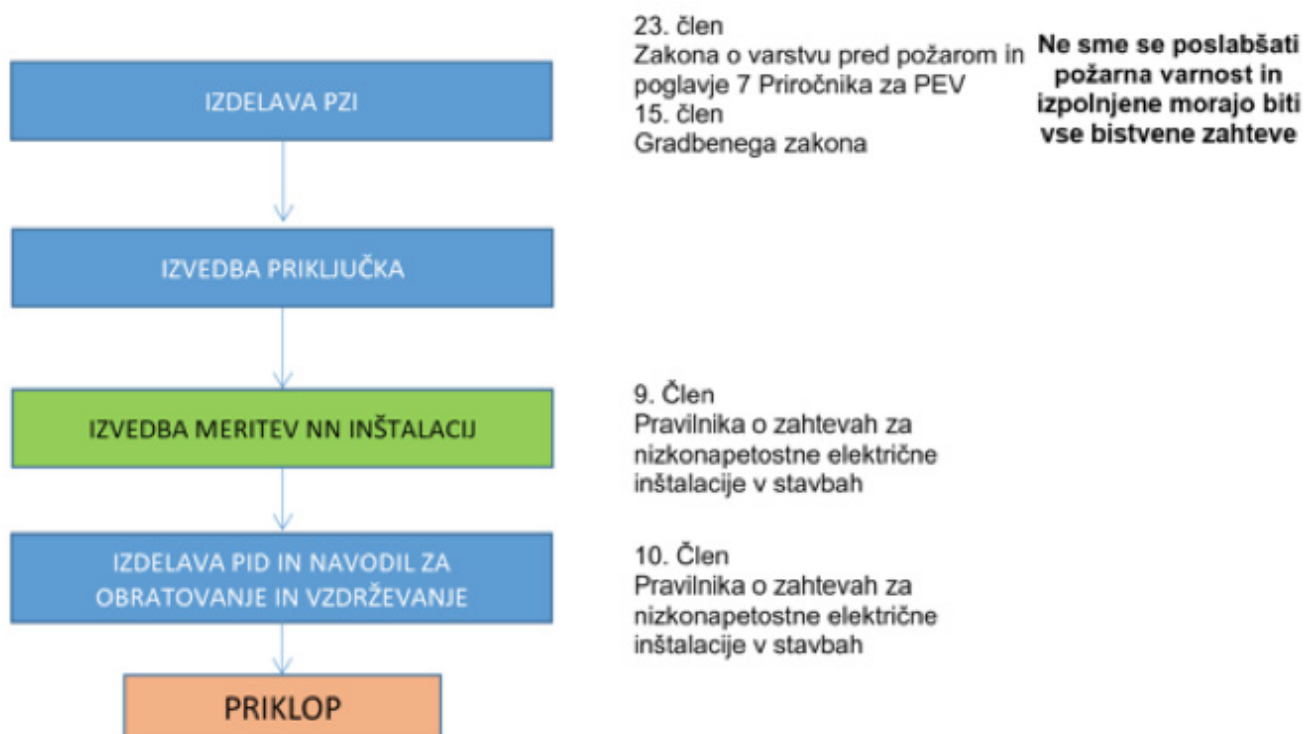 IZDELAVA PZI
23. člen
Zakona o varstvu pred požarom in
poglavje 7 Priročnika za PEV
15. člen
Gradbenega zakona
Ne sme se poslabšati
požarna varnost in
izpolnjene morajo biti
vse bistvene zahteve
IZVEDBA PRIKLJUČKA
IZVEDBA MERITEV NN INŠTALACIJ
9. Člen
Pravilnika o zahtevah za
nizkonapetostne električne
inštalacije v stavbah
IZDELAVA PID IN NAVODIL ZA
OBRATOVANJE IN VZDRŽEVANJE
10. Člen
Pravilnika o zahtevah za
nizkonapetostne električne
inštalacije v stavbah
PRIKLOP